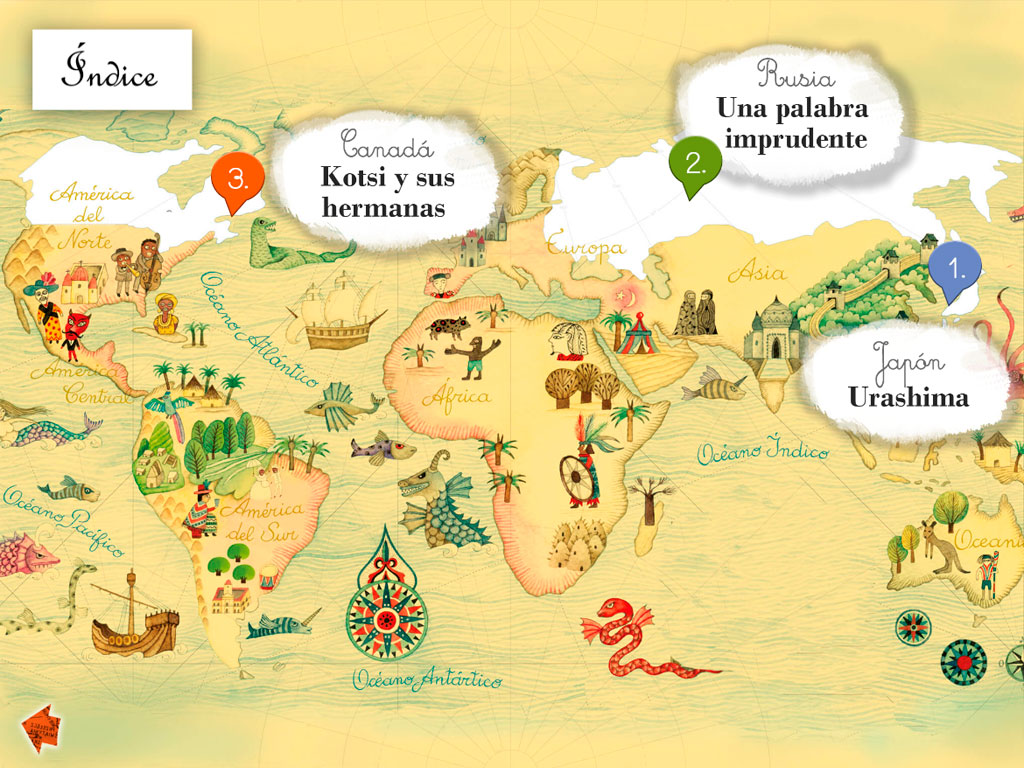 Índice
Rusia
Una palabra
imprudente
2.
Canadá
Kotsi y sus
hermanas
3.
1.
Japón
Urashima
América
del
Norte
Europa
Asia
Océano Atlántico
América
Central
África
Océano Índico
Océano Pacífico
América
del Sur
Oceaní
Océano Antártico